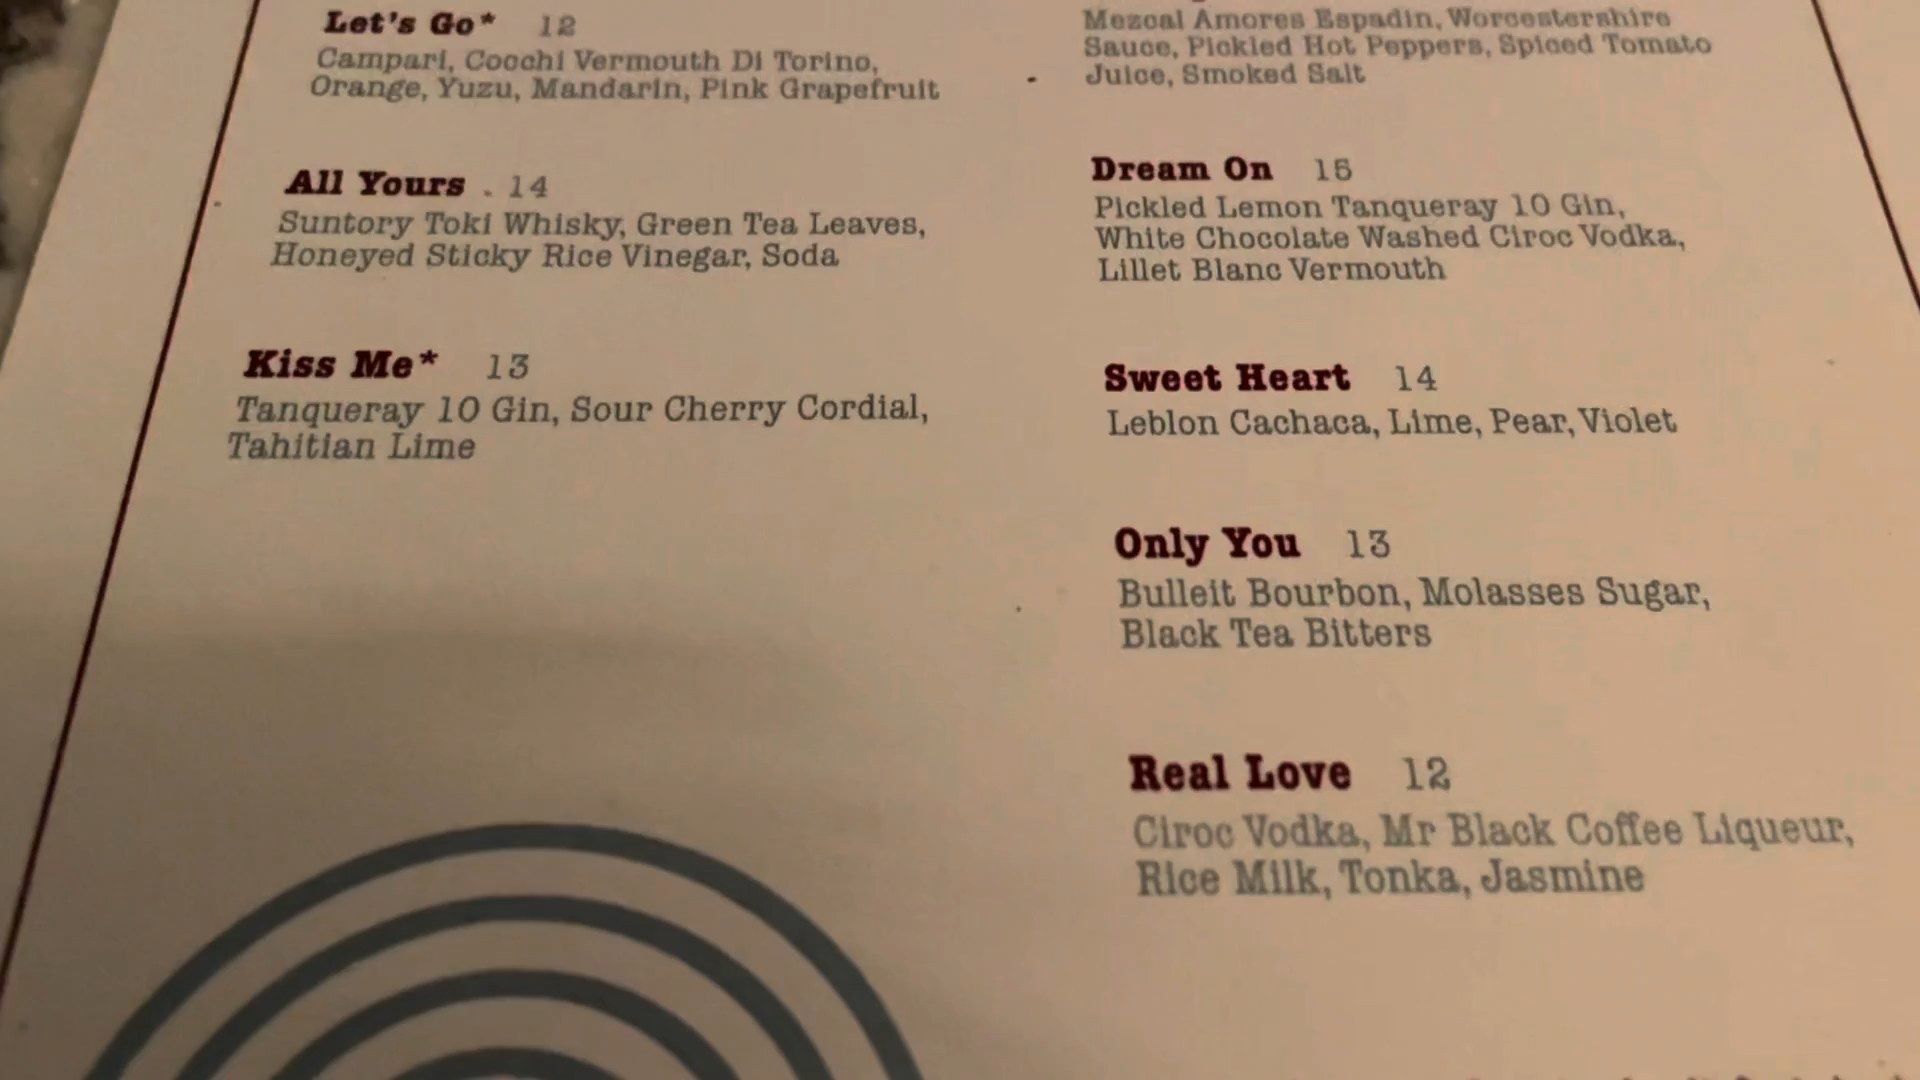 Let's Go* 12
Campari, Cocchi Vermouth Di Torino,
Orange, Yuzu, Mandarin, Pink Grapefruit
All Yours . 14
Suntory Toki Whisky, Green Tea Leaves,
Honeyed Sticky Rice Vinegar, Soda
Kiss Me* 13
Tanqueray 10 Gin, Sour Cherry Cordial,
Tahitian Lime
Mezcal Amores Espadin, Worcestershire
Sauce, Pickled Hot Peppers, Spiced Tomato
Juice, Smoked Salt
Dream On 15
Pickled Lemon Tanqueray 10 Gin,
White Chocolate Washed Ciroc Vodka,
Lillet Blanc Vermouth
Sweet Heart 14
Leblon Cachaca, Lime, Pear, Violet
Only You 13
Bulleit Bourbon, Molasses Sugar,
Black Tea Bitters
Real Love 12
Ciroc Vodka, Mr Black Coffee Liqueur,
Rice Milk, Tonka, Jasmine